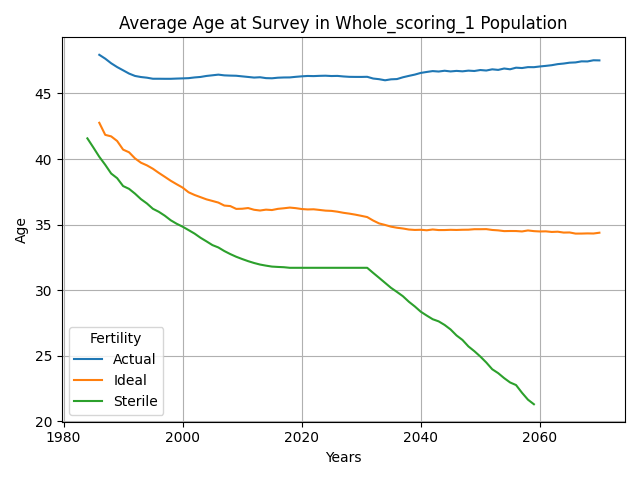 Average Age at Survey in Whole_scoring_1 Population
Age
45
40
35
30
25
20
Fertility
Actual
Ideal
Sterile
1980
2000
2020
2040
2060
Years